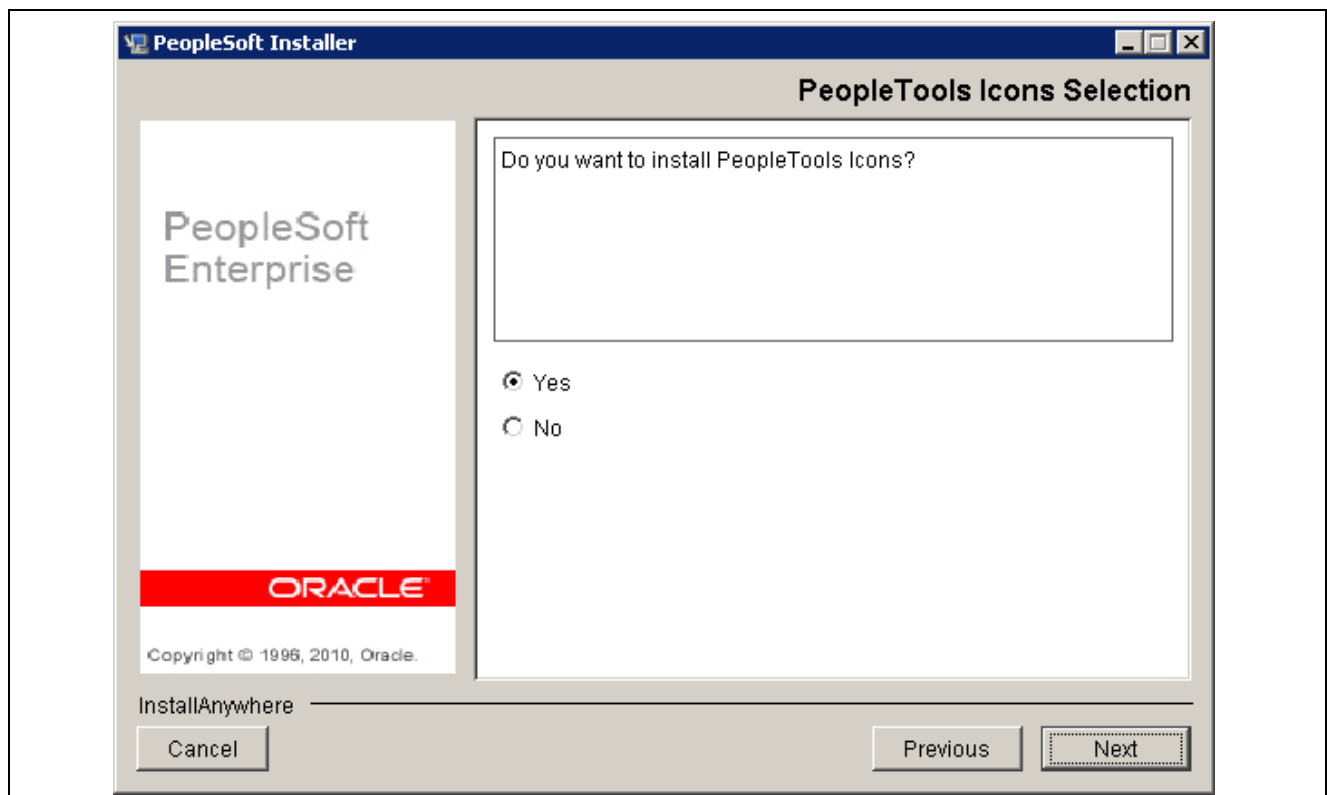 PeopleSoft Installer
PeopleTools Icons Selection
PeopleSoft
Enterprise
ORACLE
Copyright © 1996, 2010, Oracle.
Do you want to install PeopleTools Icons?
Yes
No
InstallAnywhere
Cancel
Previous
Next